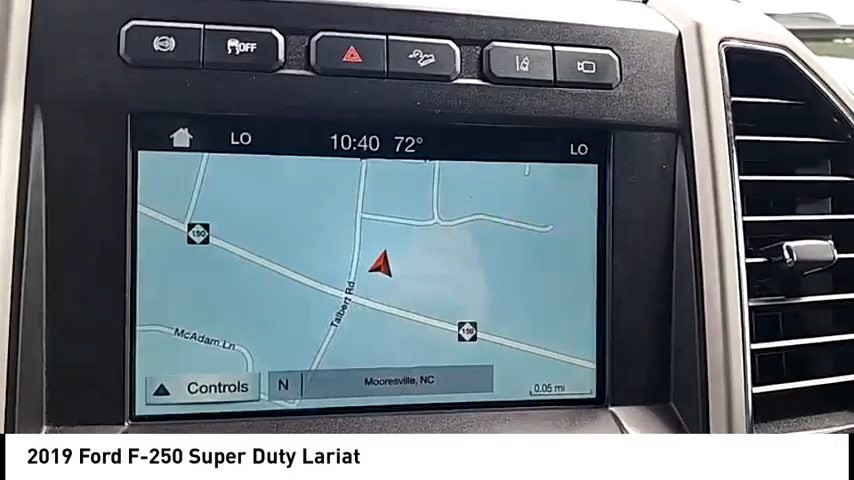 OFF
LO 10:40 72° LO
150
Talbert Rd
150
McAdam Ln
Controls N Mooresville, NC 0.05 mi
2019 Ford F-250 Super Duty Lariat